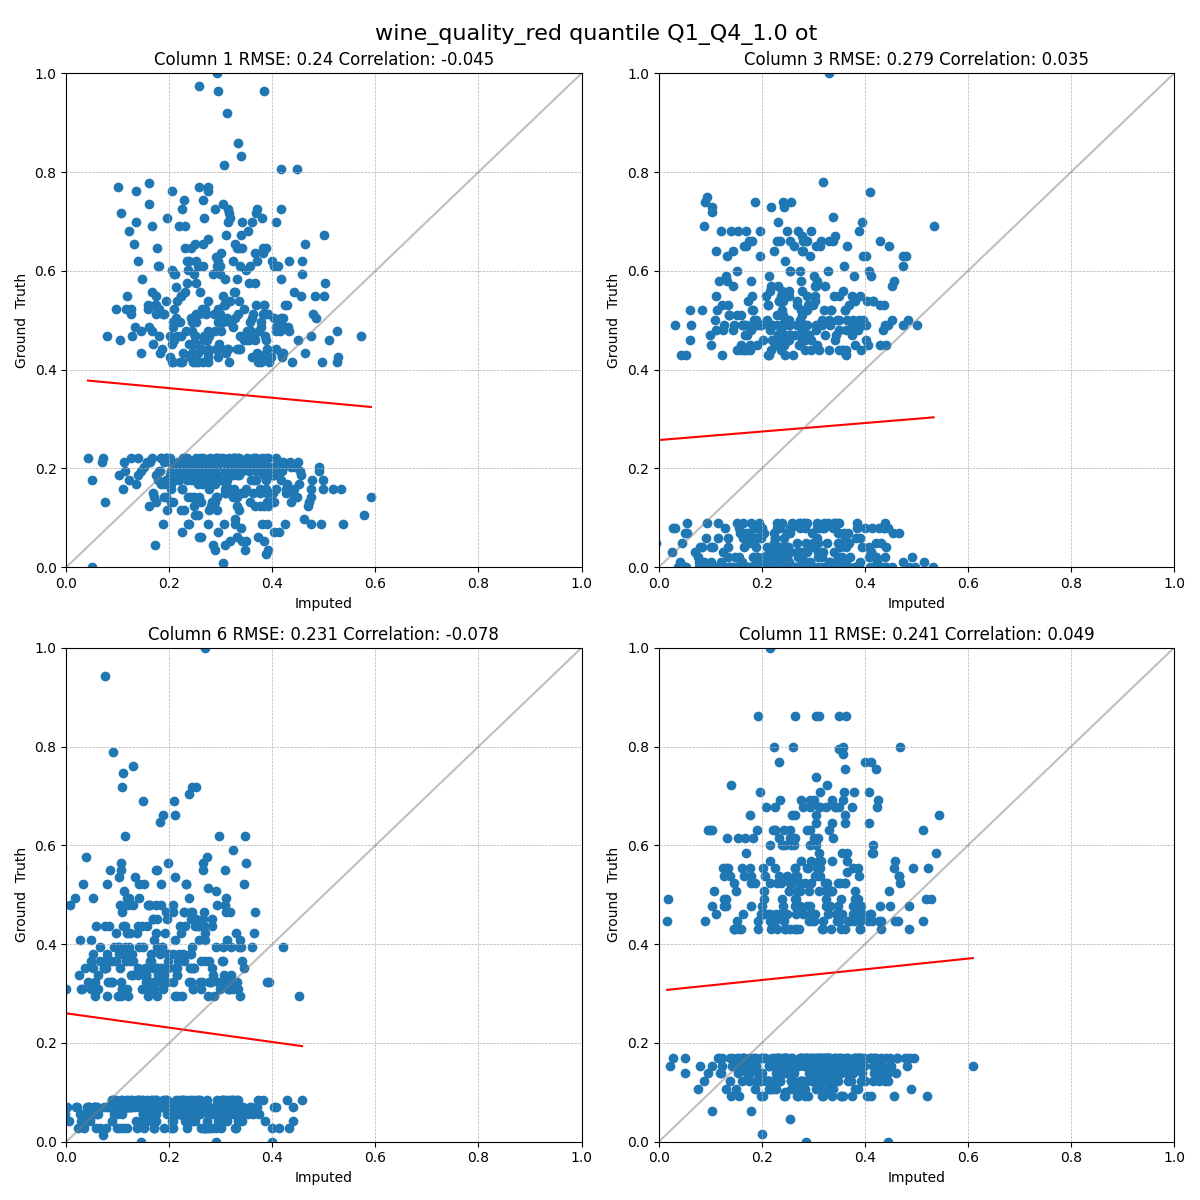 wine_quality_red quantile Q1_Q4_1.0 ot
Column 1 RMSE: 0.24 Correlation: -0.045
1.0
0.8
0.6
0.4
0.2
0.0
Ground Truth
0.0 0.2 0.4 0.6 0.8 1.0
Imputed
Column 3 RMSE: 0.279 Correlation: 0.035
1.0
0.8
0.6
0.4
0.2
0.0
Ground Truth
0.0 0.2 0.4 0.6 0.8 1.0
Imputed
Column 6 RMSE: 0.231 Correlation: -0.078
1.0
0.8
0.6
0.4
0.2
0.0
Ground Truth
0.0 0.2 0.4 0.6 0.8 1.0
Imputed
Column 11 RMSE: 0.241 Correlation: 0.049
1.0
0.8
0.6
0.4
0.2
0.0
Ground Truth
0.0 0.2 0.4 0.6 0.8 1.0
Imputed